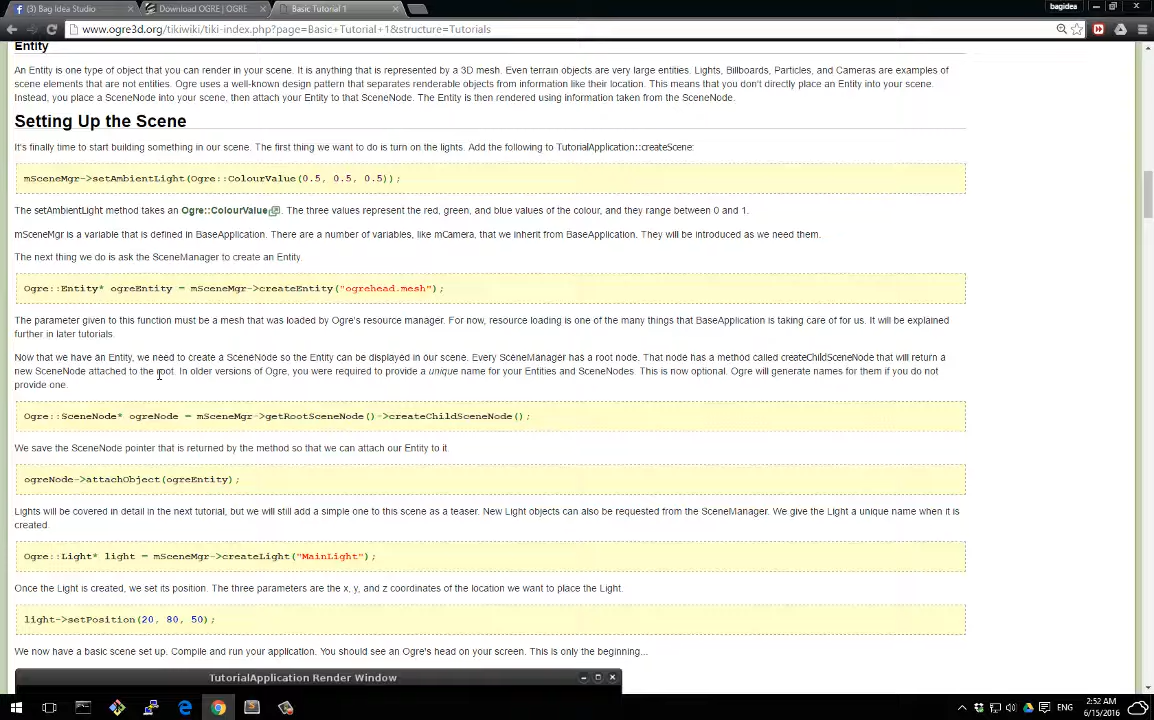 (3) Bag Idea Studio
Download OGRE | OGRE
Basic Tutorial 1
bagidea
www.ogre3d.org/tikiwiki/tiki-index.php?page=Basic+Tutorial+1&structure=Tutorials
Entity
An Entity is one type of object that you can render in your scene. It is anything that is represented by a 3D mesh. Even terrain objects are very large entities. Lights, Billboards, Particles, and Cameras are examples of
scene elements that are not entities. Ogre uses a well-known design pattern that separates renderable objects from information like their location. This means that you don't directly place an Entity into your scene.
Instead, you place a SceneNode into your scene, then attach your Entity to that SceneNode. The Entity is then rendered using information taken from the SceneNode.
Setting Up the Scene
It's finally time to start building something in our scene. The first thing we want to do is turn on the lights. Add the following to TutorialApplication::createScene:
mSceneMgr->setAmbientLight(Ogre::ColourValue(0.5, 0.5, 0.5));
The setAmbientLight method takes an Ogre::ColourValue. The three values represent the red, green, and blue values of the colour, and they range between 0 and 1.
mSceneMgr is a variable that is defined in BaseApplication. There are a number of variables, like mCamera, that we inherit from BaseApplication. They will be introduced as we need them.
The next thing we do is ask the SceneManager to create an Entity.
Ogre::Entity* ogreEntity = mSceneMgr->createEntity("ogrehead.mesh");
The parameter given to this function must be a mesh that was loaded by Ogre's resource manager. For now, resource loading is one of the many things that BaseApplication is taking care of for us. It will be explained
further in later tutorials.
Now that we have an Entity, we need to create a SceneNode so the Entity can be displayed in our scene. Every SceneManager has a root node. That node has a method called createChildSceneNode that will return a
new SceneNode attached to the root. In older versions of Ogre, you were required to provide a unique name for your Entities and SceneNodes. This is now optional. Ogre will generate names for them if you do not
provide one.
Ogre::SceneNode* ogreNode = mSceneMgr->getRootSceneNode()->createChildSceneNode();
We save the SceneNode pointer that is returned by the method so that we can attach our Entity to it.
ogreNode->attachObject(ogreEntity);
Lights will be covered in detail in the next tutorial, but we will still add a simple one to this scene as a teaser. New Light objects can also be requested from the SceneManager. We give the Light a unique name when it is
created.
Ogre::Light* light = mSceneMgr->createLight("MainLight");
Once the Light is created, we set its position. The three parameters are the x, y, and z coordinates of the location we want to place the Light.
light->setPosition(20, 80, 50);
We now have a basic scene set up. Compile and run your application. You should see an Ogre's head on your screen. This is only the beginning...
TutorialApplication Render Window
ENG
2:52 AM
6/15/2016